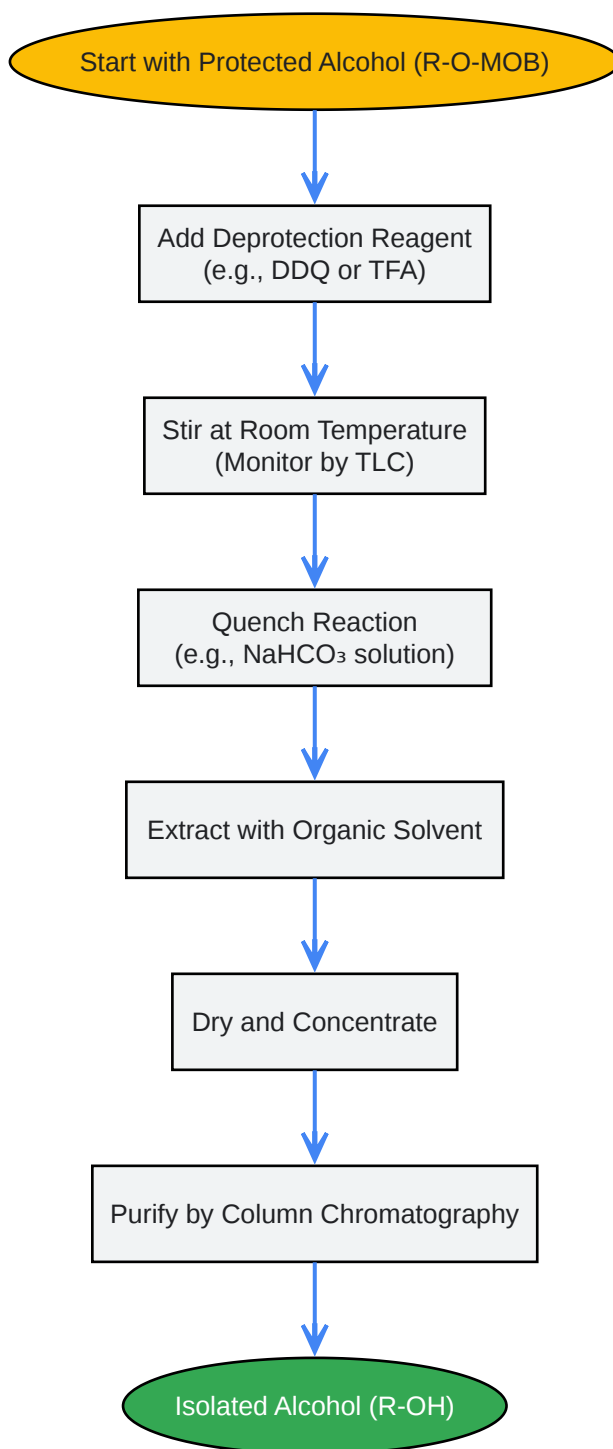 Start with Protected Alcohol (R-O-MOB)
Add Deprotection Reagent
(e.g., DDQ or TFA)
Stir at Room Temperature
(Monitor by TLC)
Quench Reaction
(e.g., NaHCO₃ solution)
Extract with Organic Solvent
Dry and Concentrate
Purify by Column Chromatography
Isolated Alcohol (R-OH)